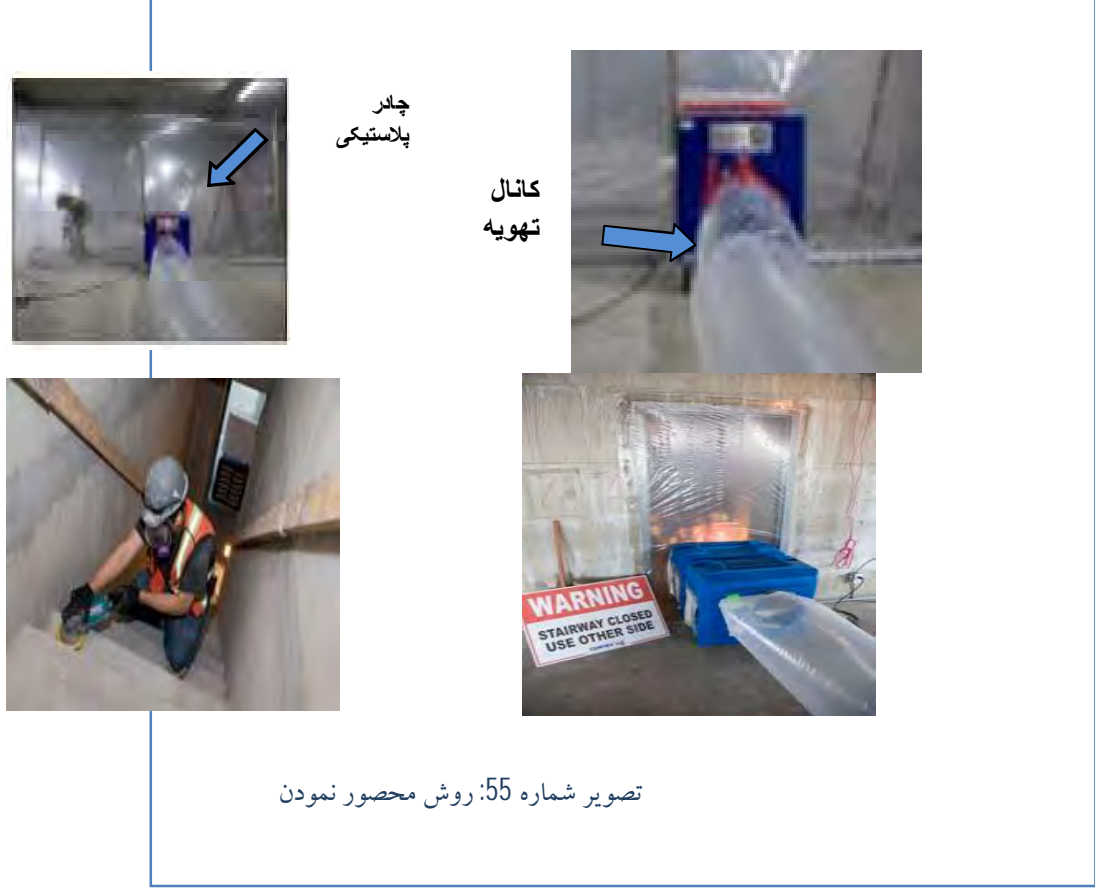 چادر
پلاستیکی
کانال
تهویه
WARNING
STAIRWAY CLOSED
USE OTHER SIDE
تصویر شماره 55: روش محصور نمودن